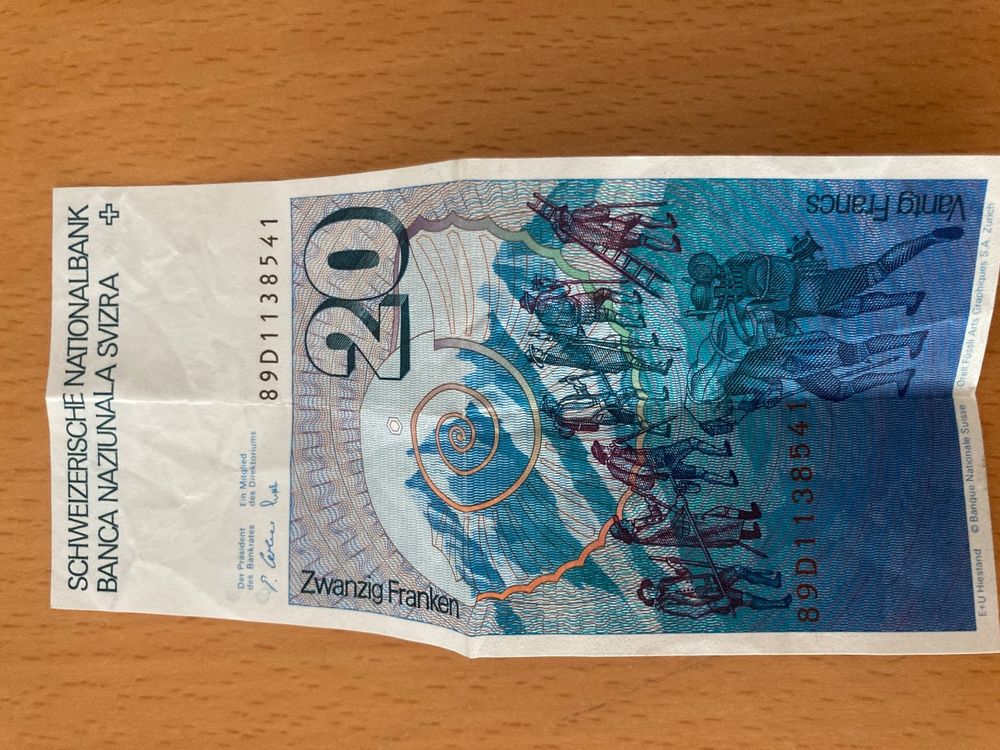 SCHWEIZERISCHE NATIONALBANK
BANCA NAZIUNALA SVIZRA
89D1138541
Der Präsident
des Bankrates
Ein Mitglied
des Direktoriums
20
Zwanzig Franken
Vantg Francs
89D1138541
E+U Hiestand
© Banque Nationale Suisse
Orell Füssli Arts Graphiques S.A. Zurich